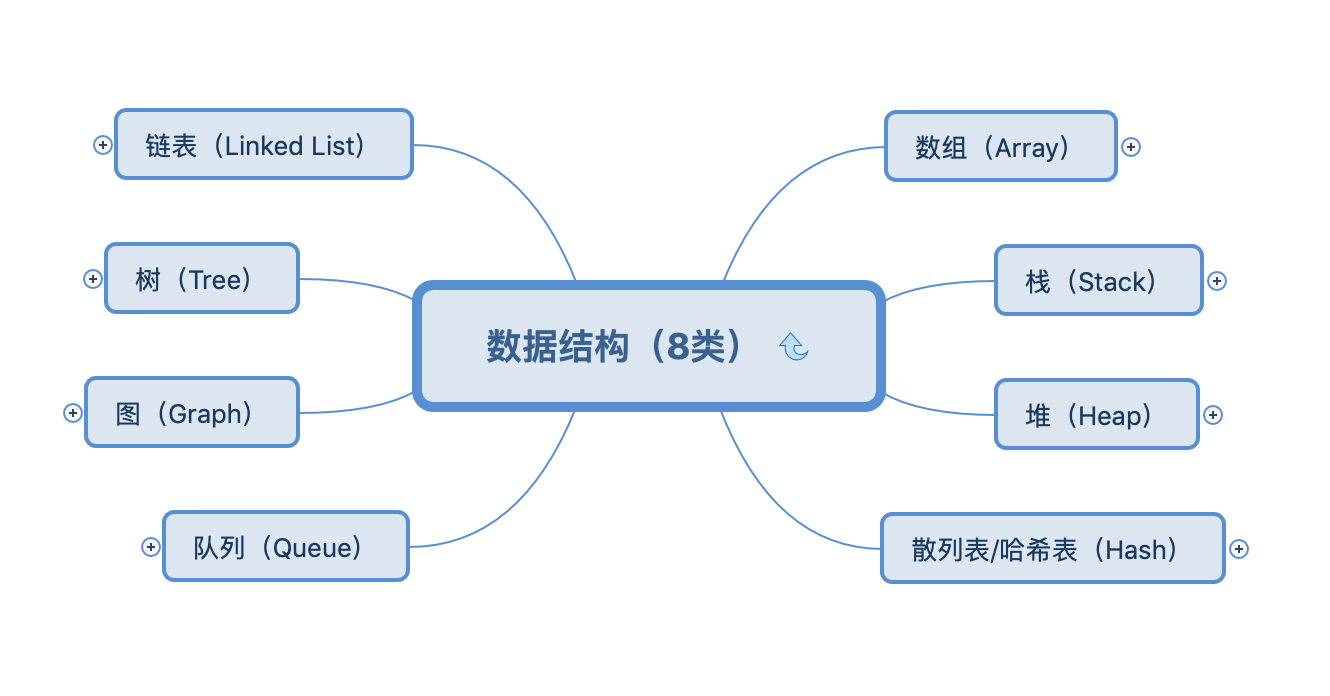 链表（Linked List）
数组（Array）
树（Tree）
栈（Stack）
数据结构（8类）
图（Graph）
堆（Heap）
队列（Queue）
散列表/哈希表（Hash）